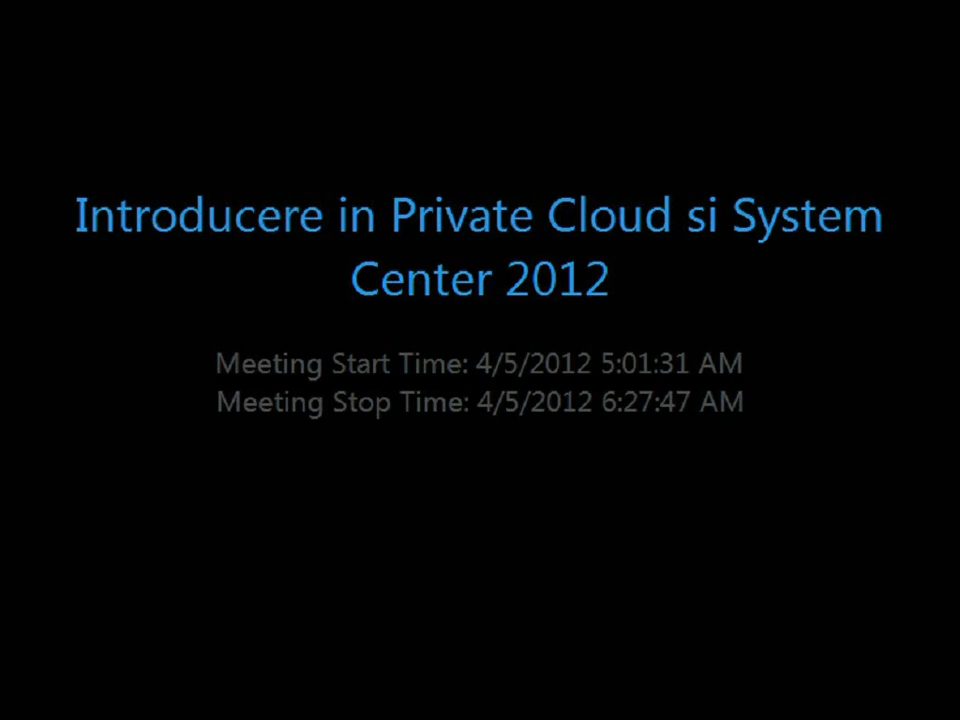 Introducere in Private Cloud si System
Center 2012
Meeting Start Time: 4/5/2012 5:01:31 AM
Meeting Stop Time: 4/5/2012 6:27:47 AM